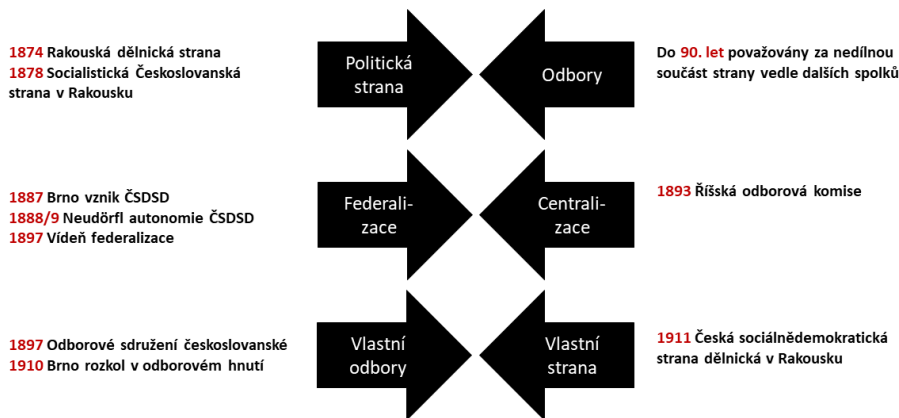 1874 Rakouská dělnická strana
1878 Socialistická Českoslovanská
strana v Rakousku
Politická
strana
Odbory
Do 90. let považovány za nedílnou
součást strany vedle dalších spolků
1887 Brno vznik ČSDSD
1888/9 Neudörfl autonomie ČSDSD
1897 Vídeň federalizace
Federali-
zace
Centrali-
zace
1893 Říšská odborová komise
1897 Odborové sdružení českoslovanské
1910 Brno rozkol v odborovém hnutí
Vlastní
odbory
Vlastní
strana
1911 Česká sociálnědemokratická
strana dělnická v Rakousku